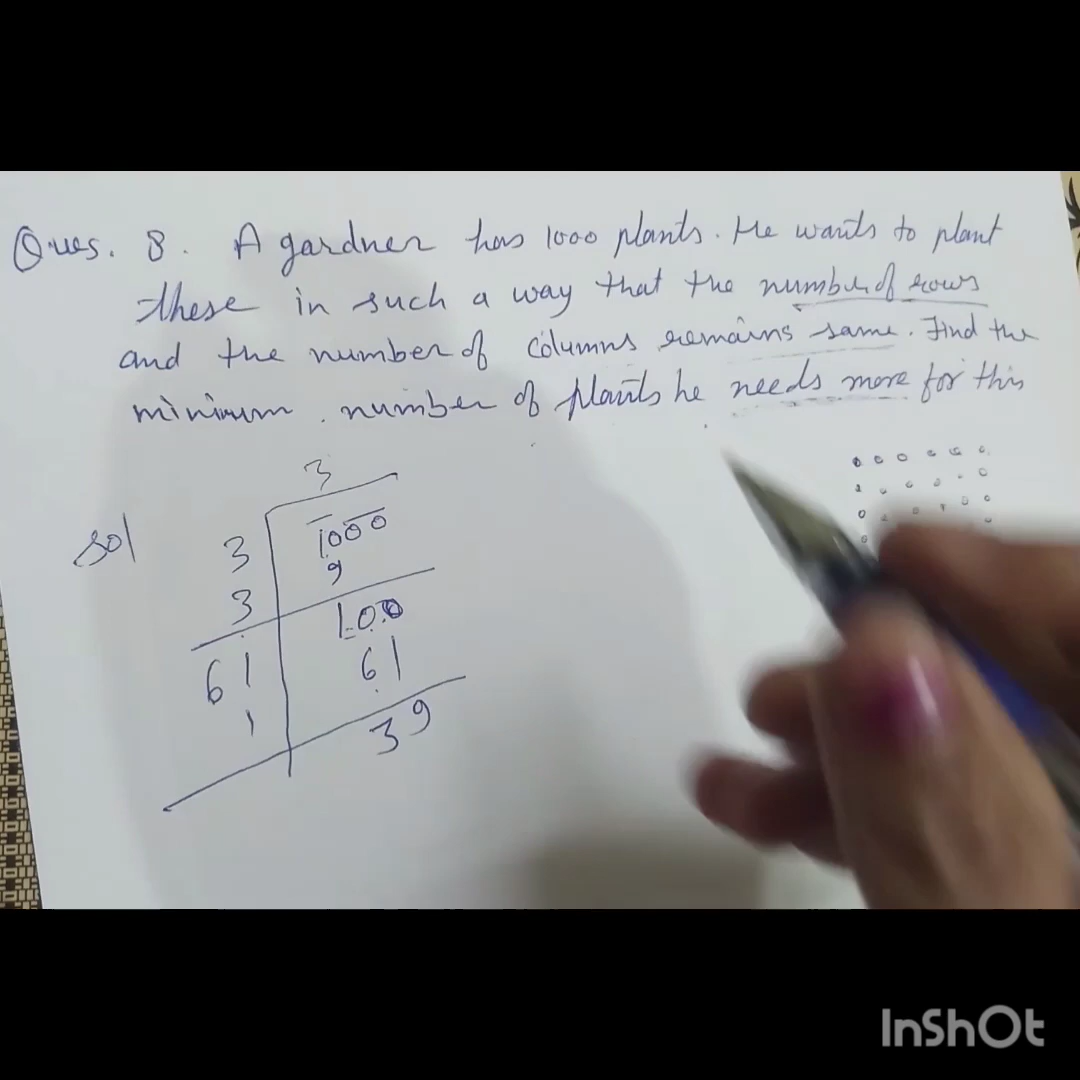 Ques. 8. A gardner has 1000 plants. He wants to plant
these in such a way that the number of rows
and the number of columns remains same. Find the
minimum. number of plants he needs more for this
3
Sol 3 1000
3 9
61 100
1 61
39
InShOt